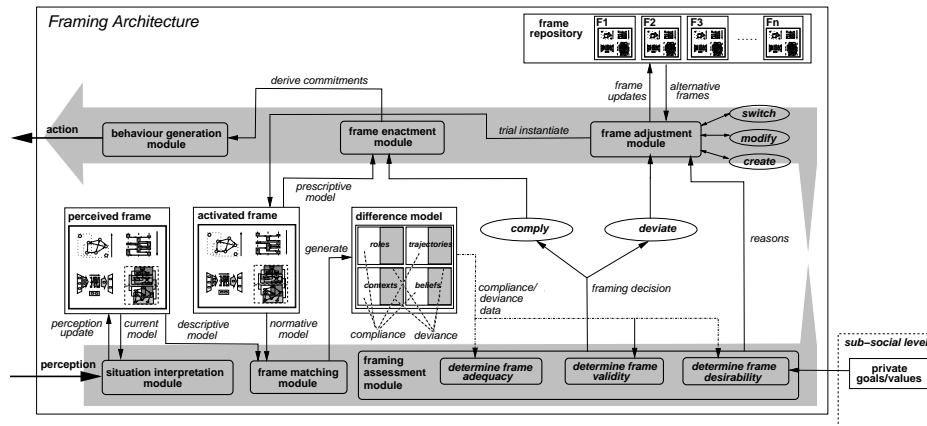 Framing Architecture
frame
repository
F1
F2
F3
.....
Fn
derive commitments
frame
updates
alternative
frames
switch
modify
create
action
behaviour generation
module
frame enactment
module
trial instantiate
frame adjustment
module
prescriptive
model
perceived frame
activated frame
difference model
generate
roles
trajectories
contexts
beliefs
comply
deviate
reasons
compliance/
deviance
data
framing decision
compliance
deviance
perception
update
current
model
descriptive
model
normative
model
sub-social level
perception
situation interpretation
module
frame matching
module
framing
assessment
module
determine frame
adequacy
determine frame
validity
determine frame
desirability
private
goals/values